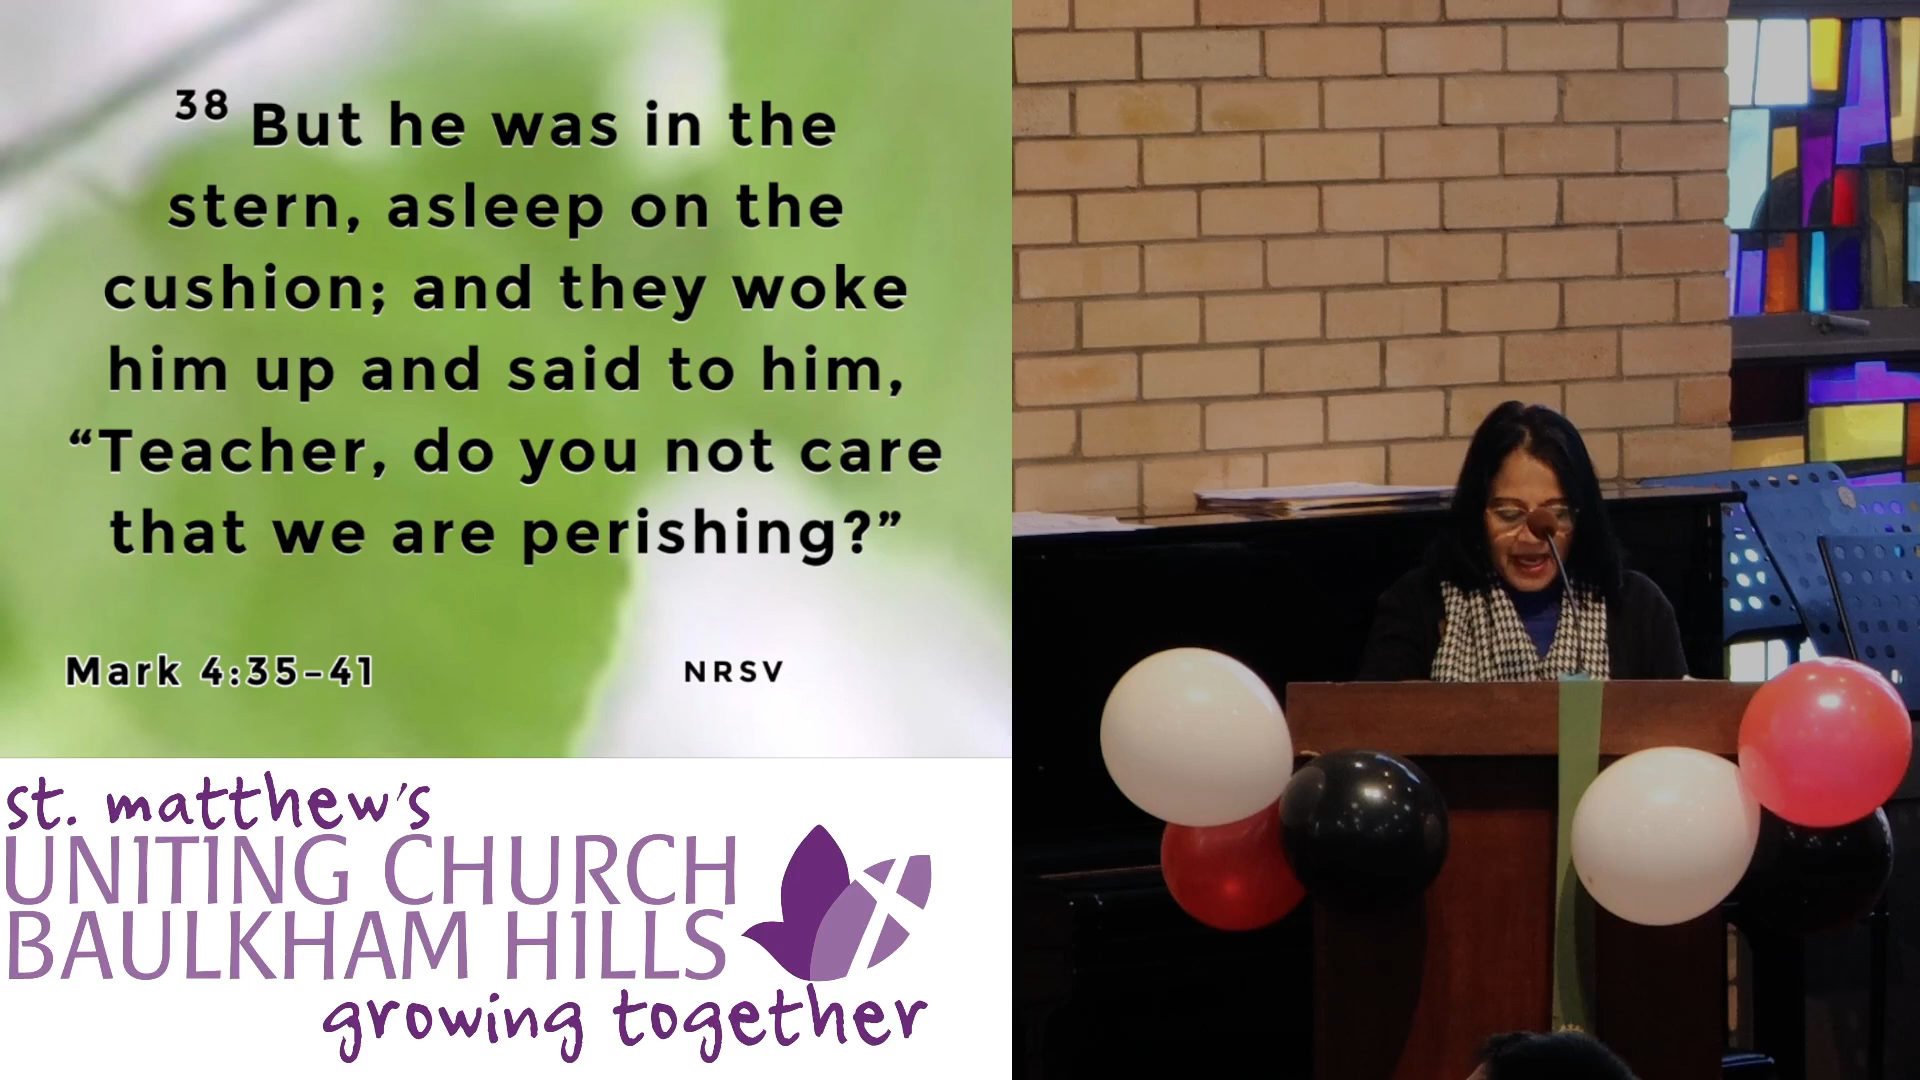 38 But he was in the
stern, asleep on the
cushion; and they woke
him up and said to him,
“Teacher, do you not care
that we are perishing?”
Mark 4:35–41 NRSV
st. matthew's
UNITING CHURCH
BAULKHAM HILLS
growing together